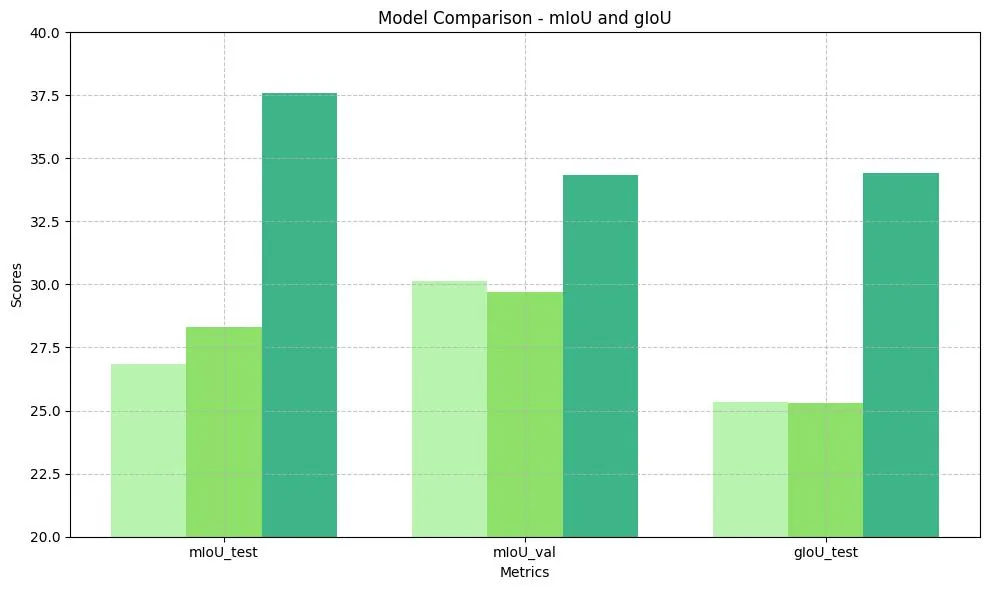 Model Comparison - mIoU and gIoU
40.0
37.5
35.0
32.5
30.0
27.5
25.0
22.5
20.0
Scores
mIoU_test mIoU_val gIoU_test
Metrics